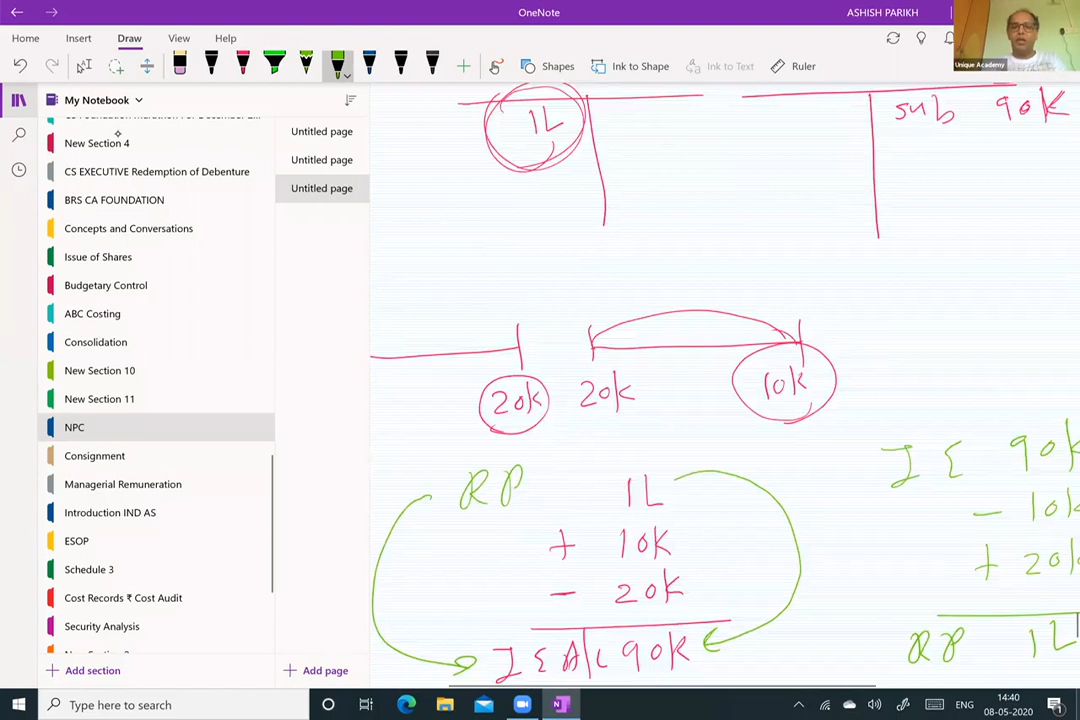 OneNote
ASHISH PARIKH
Unique Academy
Home Insert Draw View Help
Shapes Ink to Shape Ink to Text Ruler
My Notebook
New Section 4
CS EXECUTIVE Redemption of Debenture
BRS CA FOUNDATION
Concepts and Conversations
Issue of Shares
Budgetary Control
ABC Costing
Consolidation
New Section 10
New Section 11
NPC
Consignment
Managerial Remuneration
Introduction IND AS
ESOP
Schedule 3
Cost Records ₹ Cost Audit
Security Analysis
Add section
Untitled page
Untitled page
Untitled page
Add page
1L
sub 90K
20K 20K 10K
RP 1L
+ 10K
- 20K
I E A/c 90K
I E 90K
- 10K
+ 20K
RP 1L
Type here to search
ENG
14:40
08-05-2020
1